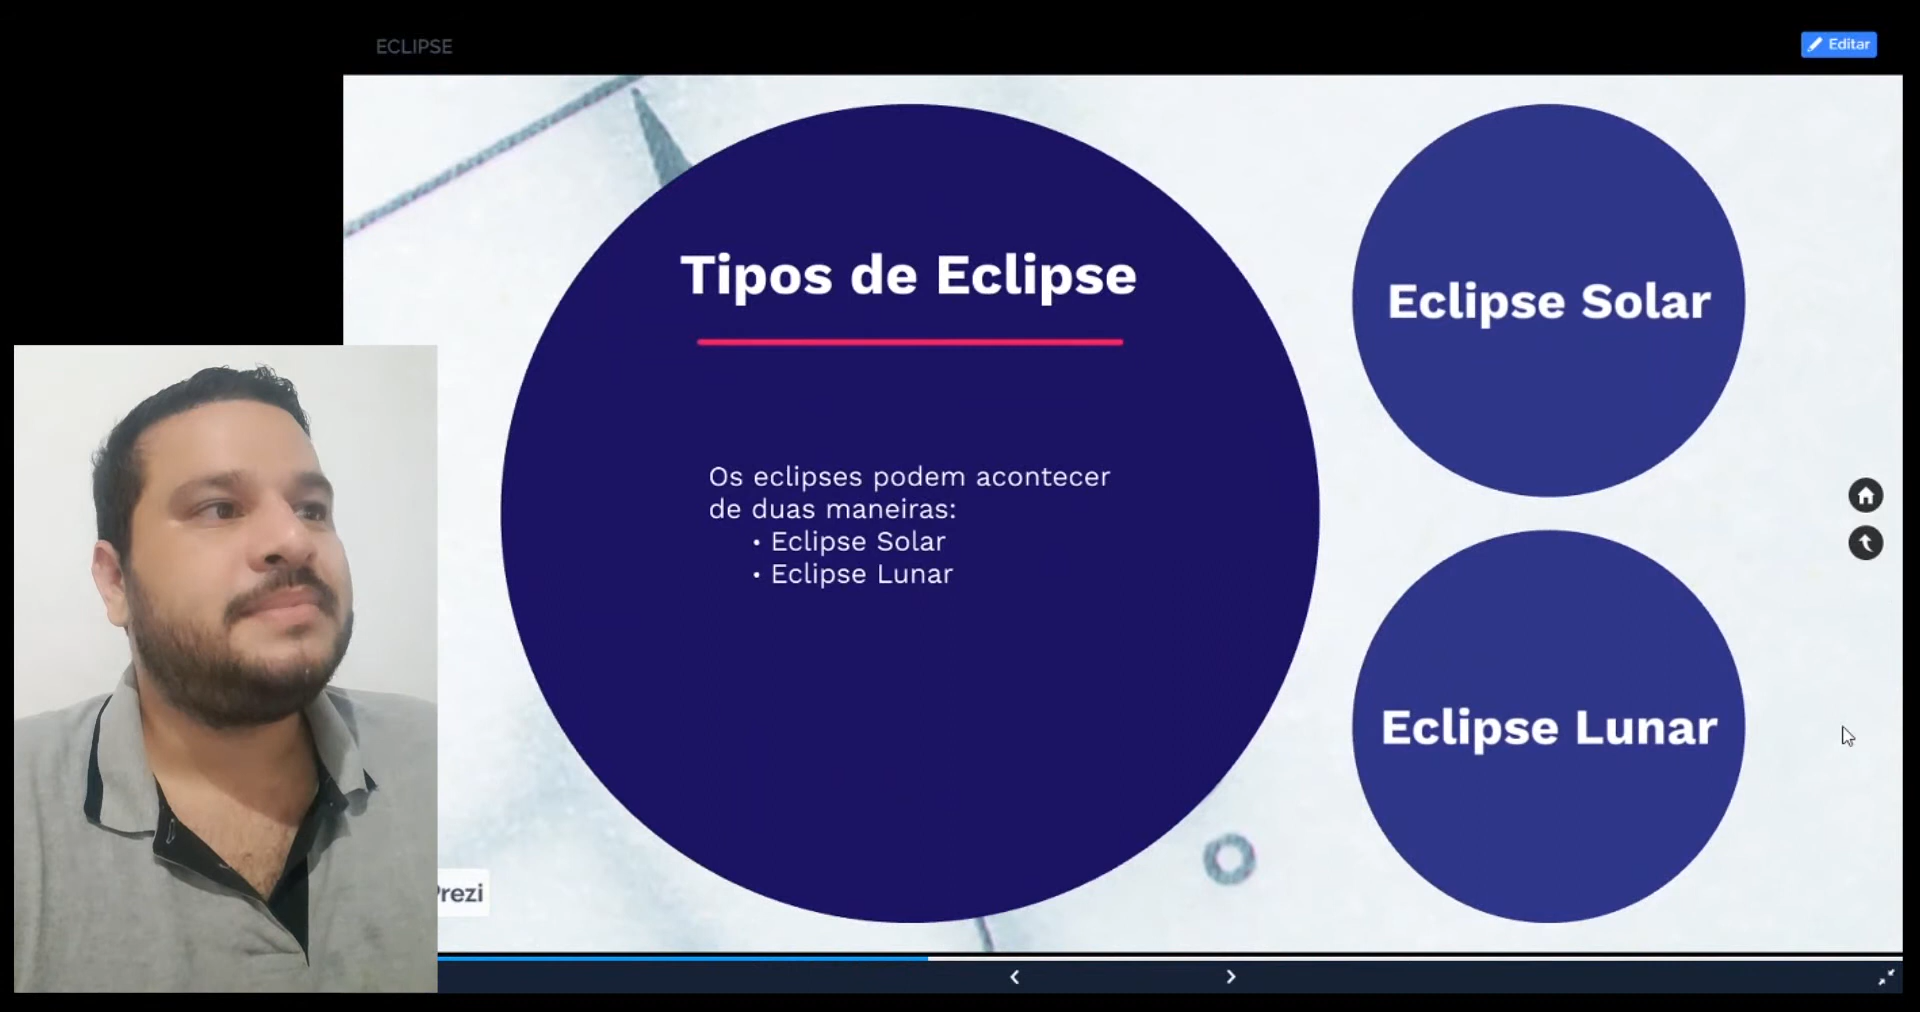 ECLIPSE
Editar
Tipos de Eclipse
Os eclipses podem acontecer
de duas maneiras:
• Eclipse Solar
• Eclipse Lunar
Eclipse Solar
Eclipse Lunar
rezi